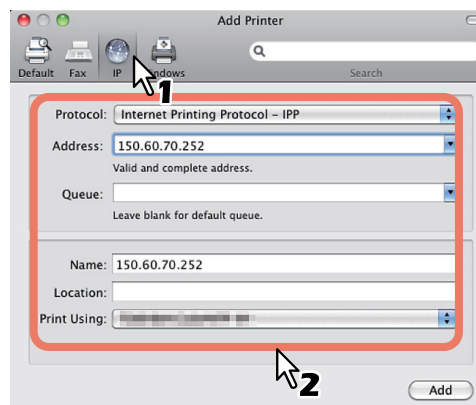 Add Printer
Default Fax IP Windows Search
1
Protocol: Internet Printing Protocol – IPP
Address: 150.60.70.252
Valid and complete address.
Queue:
Leave blank for default queue.
Name: 150.60.70.252
Location:
Print Using:
2
Add